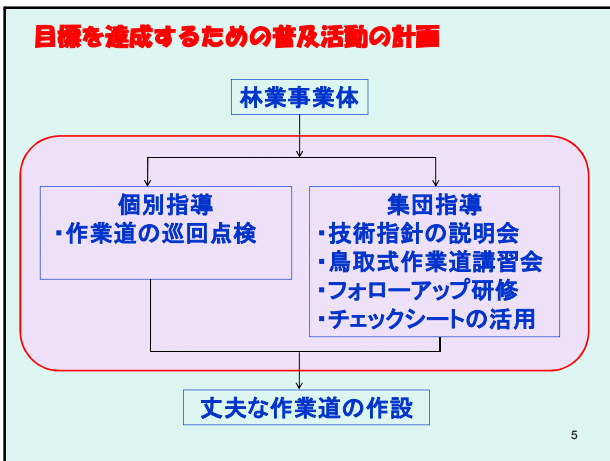 目標を達成するための普及活動の計画
林業事業体
個別指導
・作業道の巡回点検
集団指導
・技術指針の説明会
・鳥取式作業道講習会
・フォローアップ研修
・チェックシートの活用
丈夫な作業道の作設
5